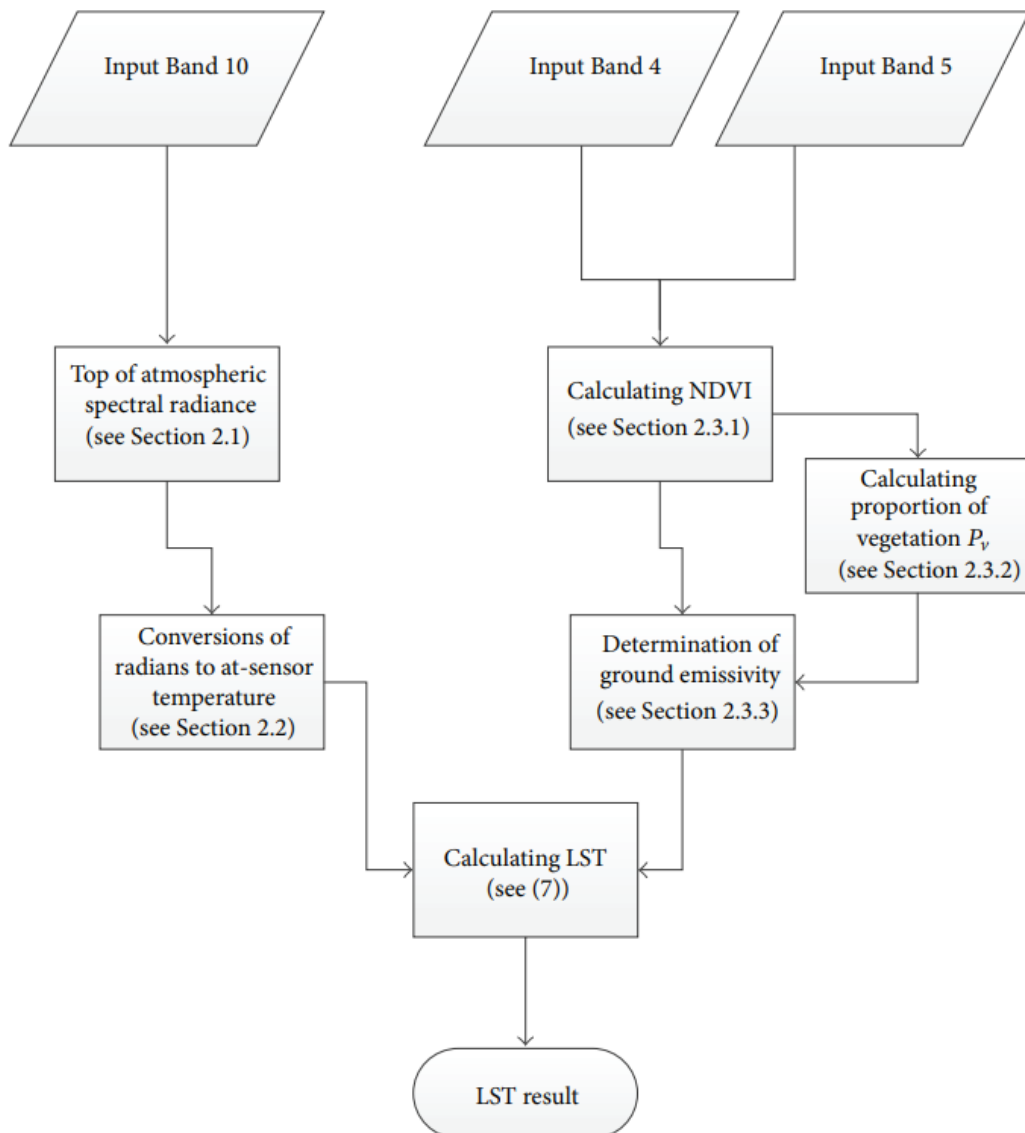 Input Band 10
Input Band 4
Input Band 5
Top of atmospheric
spectral radiance
(see Section 2.1)
Calculating NDVI
(see Section 2.3.1)
Calculating
proportion of
vegetation Pᵥ
(see Section 2.3.2)
Conversions of
radians to at-sensor
temperature
(see Section 2.2)
Determination of
ground emissivity
(see Section 2.3.3)
Calculating LST
(see (7))
LST result